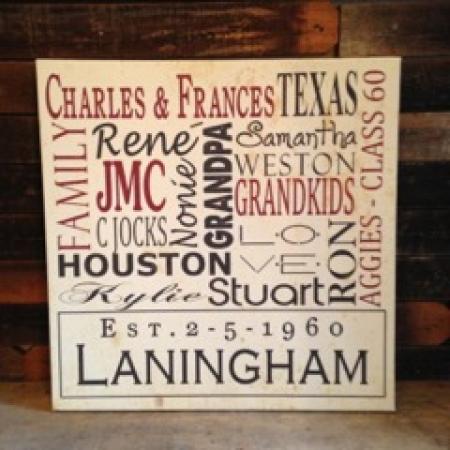 CHARLES & FRANCES TEXAS
FAMILY
René
Samantha
AGGIES - CLASS 60
JMC
Nonie
GRANDPA
WESTON
GRANDKIDS
C JOCKS
LOVE
RON
HOUSTON
Kylie
Stuart
EST. 2-5-1960
LANINGHAM